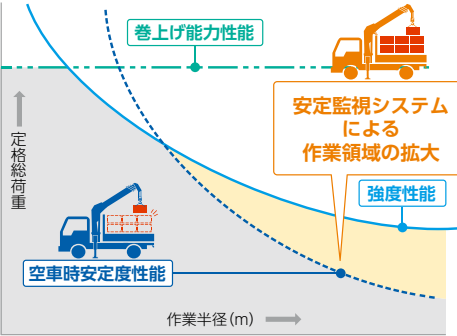 巻上げ能力性能
安定監視システム
による
作業領域の拡大
定格総荷重
強度性能
空車時安定度性能
作業半径(m)